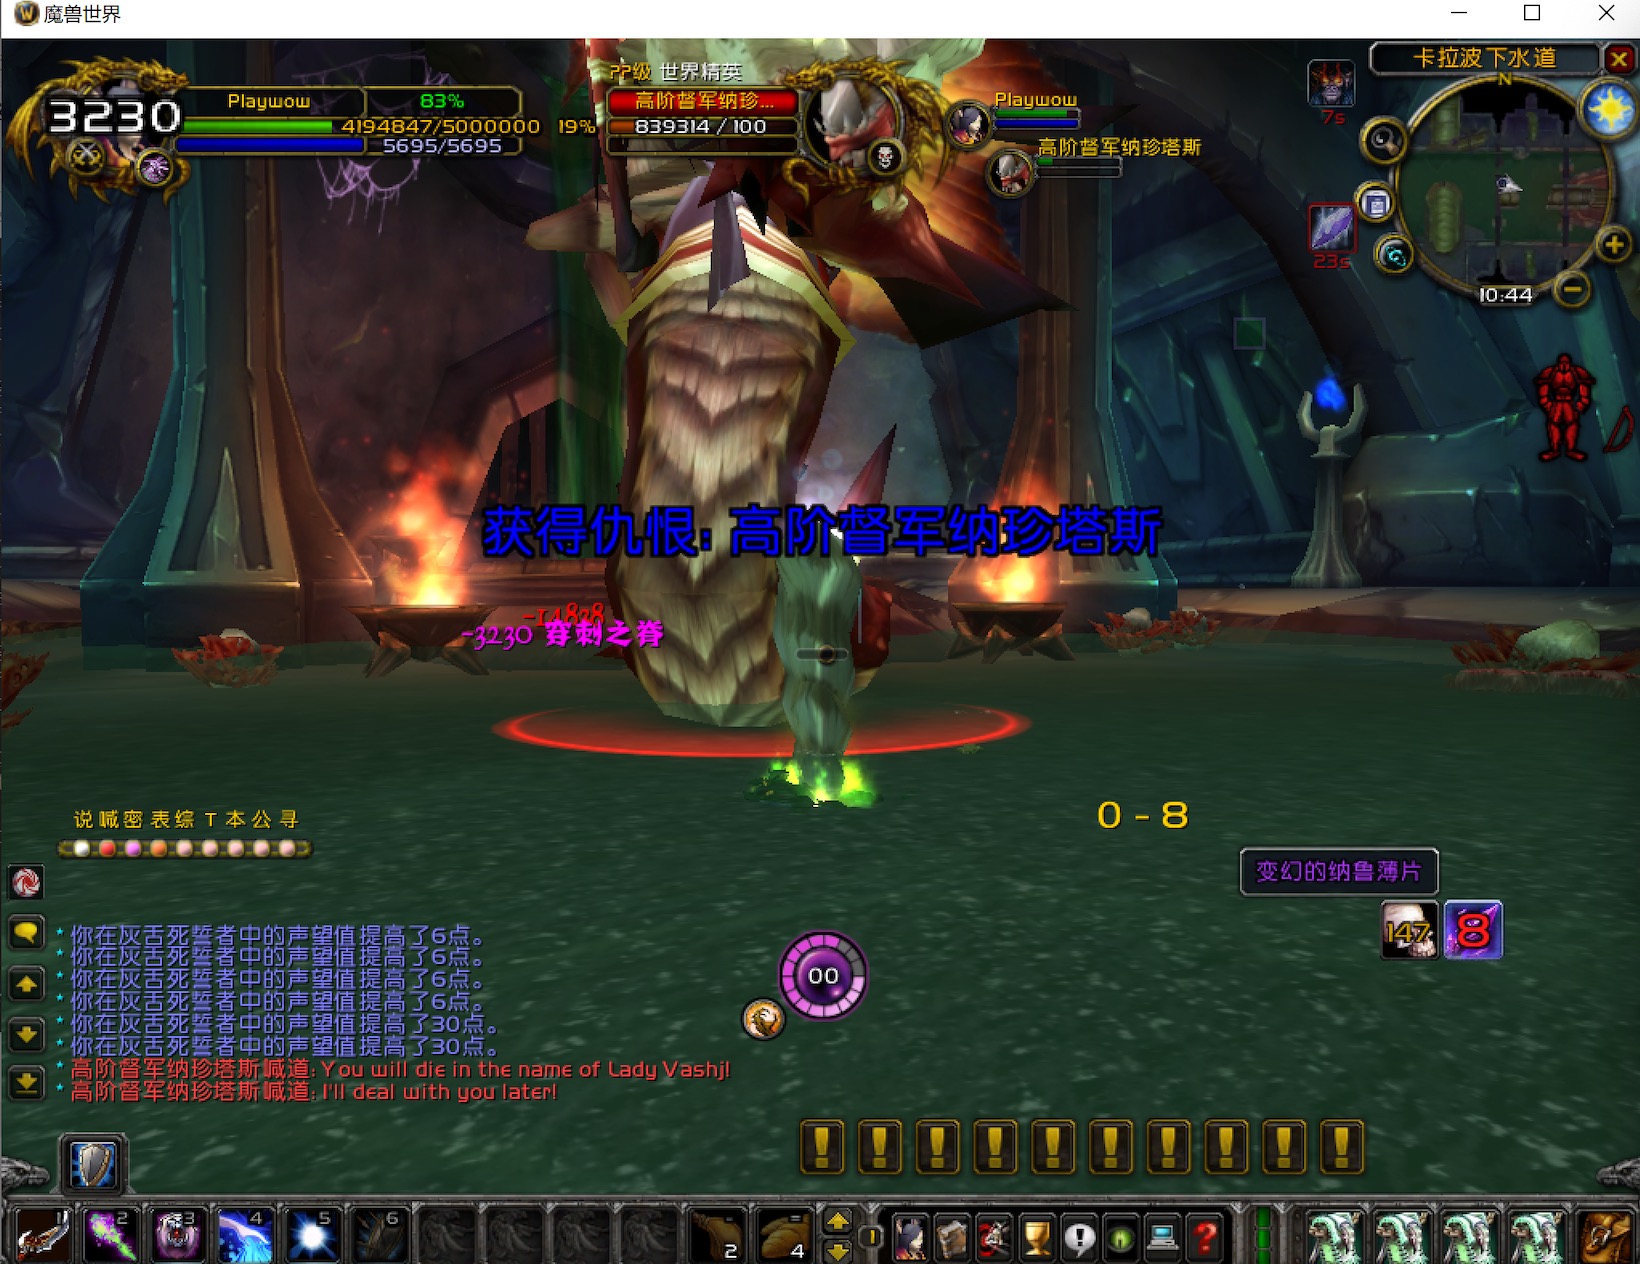 魔兽世界
??级 世界精英
卡拉波下水道
N
3230
Playwow
83%
高阶督军纳珍...
4194847/5000000
19%
839314 / 100
5695/5695
Playwow
高阶督军纳珍塔斯
7s
23s
10:44
获得仇恨: 高阶督军纳珍塔斯
-14828
-3230 穿刺之脊
说 喊 密 表 综 T 本 公 寻
0 - 8
变幻的纳鲁薄片
147
8
00
* 你在灰舌死誓者中的声望值提高了6点。
* 你在灰舌死誓者中的声望值提高了6点。
* 你在灰舌死誓者中的声望值提高了6点。
* 你在灰舌死誓者中的声望值提高了6点。
* 你在灰舌死誓者中的声望值提高了30点。
* 你在灰舌死誓者中的声望值提高了30点。
* 高阶督军纳珍塔斯喊道: You will die in the name of Lady Vashj!
* 高阶督军纳珍塔斯喊道: I'll deal with you later!
1 2 3 4 5 6 - =
2 4
1